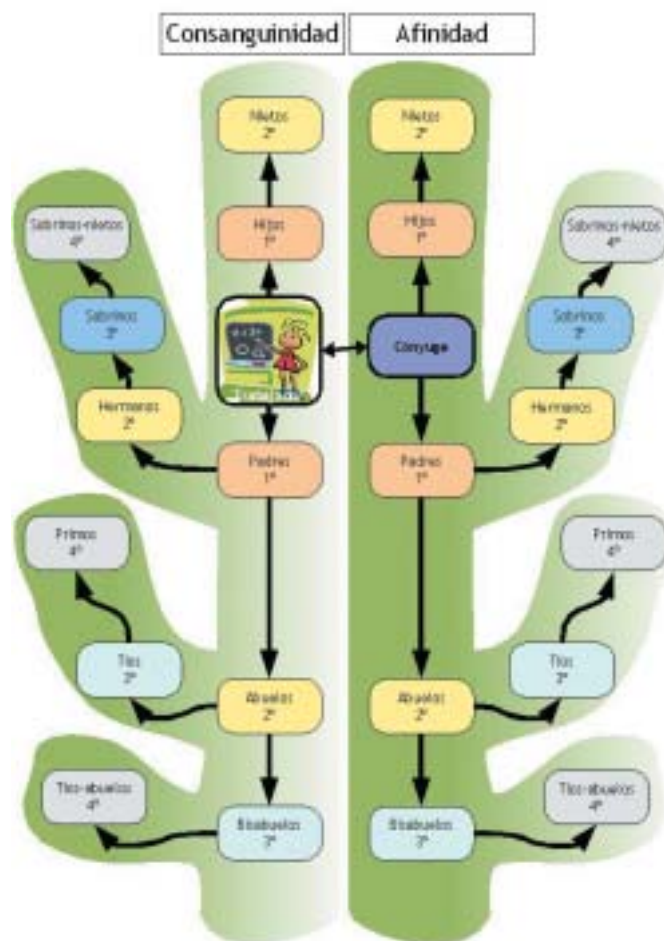 Consanguinidad
Afinidad
Nietos
2º
Nietos
2º
Hijos
1º
Hijos
1º
Sobrinos-nietos
4º
Sobrinos-nietos
4º
Sobrinos
3º
Cónyuge
Sobrinos
3º
Hermanos
2º
Hermanos
2º
Padres
1º
Padres
1º
Primos
4º
Primos
4º
Tíos
Tíos
Abuelos
2º
Abuelos
2º
Tíos-abuelos
4º
Tíos-abuelos
4º
Bisabuelos
3º
Bisabuelos
3º